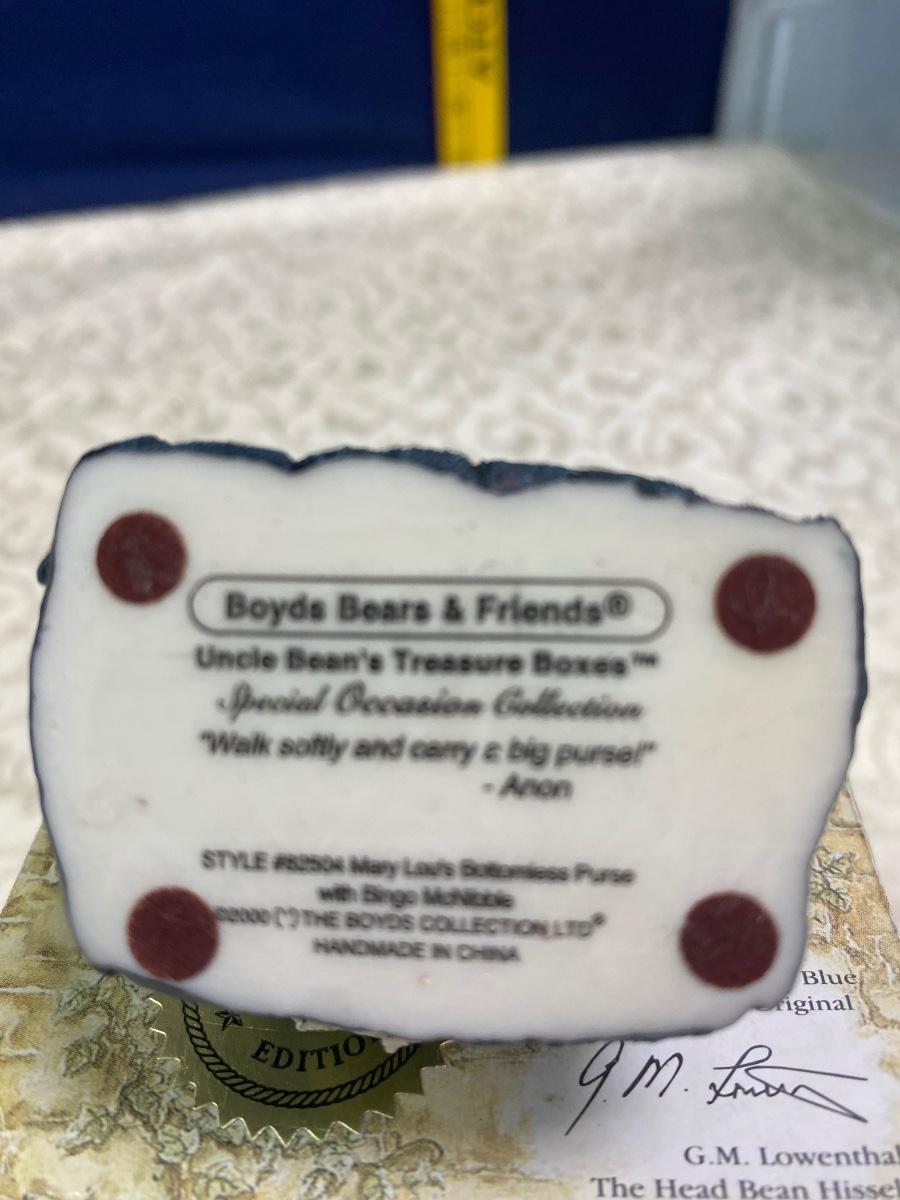 Boyds Bears & Friends®
Uncle Bean's Treasure Boxes™
Special Occasion Collection
"Walk softly and carry a big purse!"
- Anon
STYLE #82504 Mary Lou's Bottomless Purse
with Bingo McNibble
©2000 (*) THE BOYDS COLLECTION LTD®
HANDMADE IN CHINA
Blue
riginal
EDITIO
G.M. Lowenthal
The Head Bean Hissel